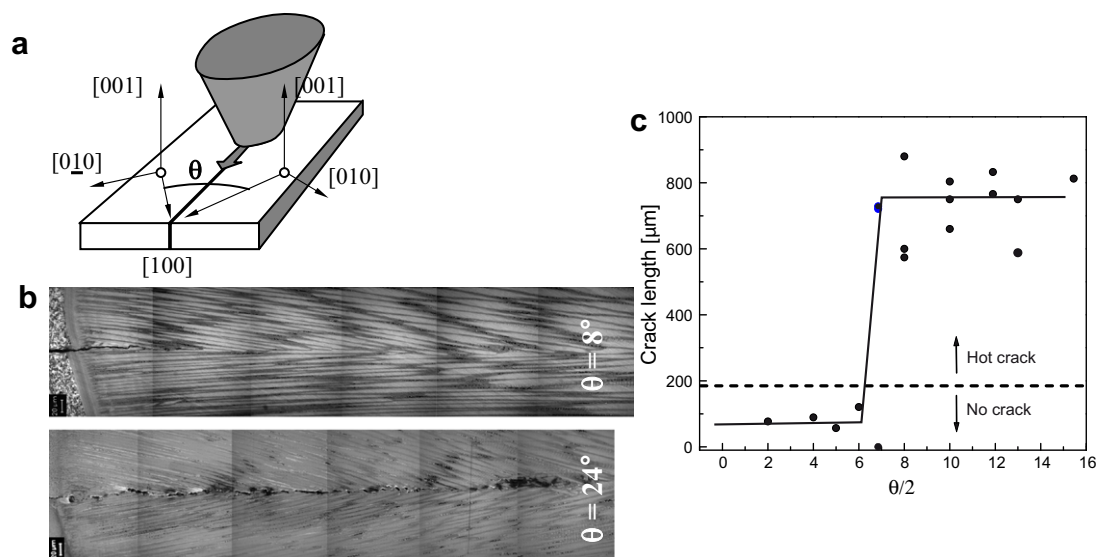 a
[001]
[001]
[01̲0]
θ
[010]
[100]
b
θ = 8°
θ = 24°
c
Crack length [µm]
1000
800
600
400
200
0
Hot crack
No crack
0 2 4 6 8 10 12 14 16
θ/2